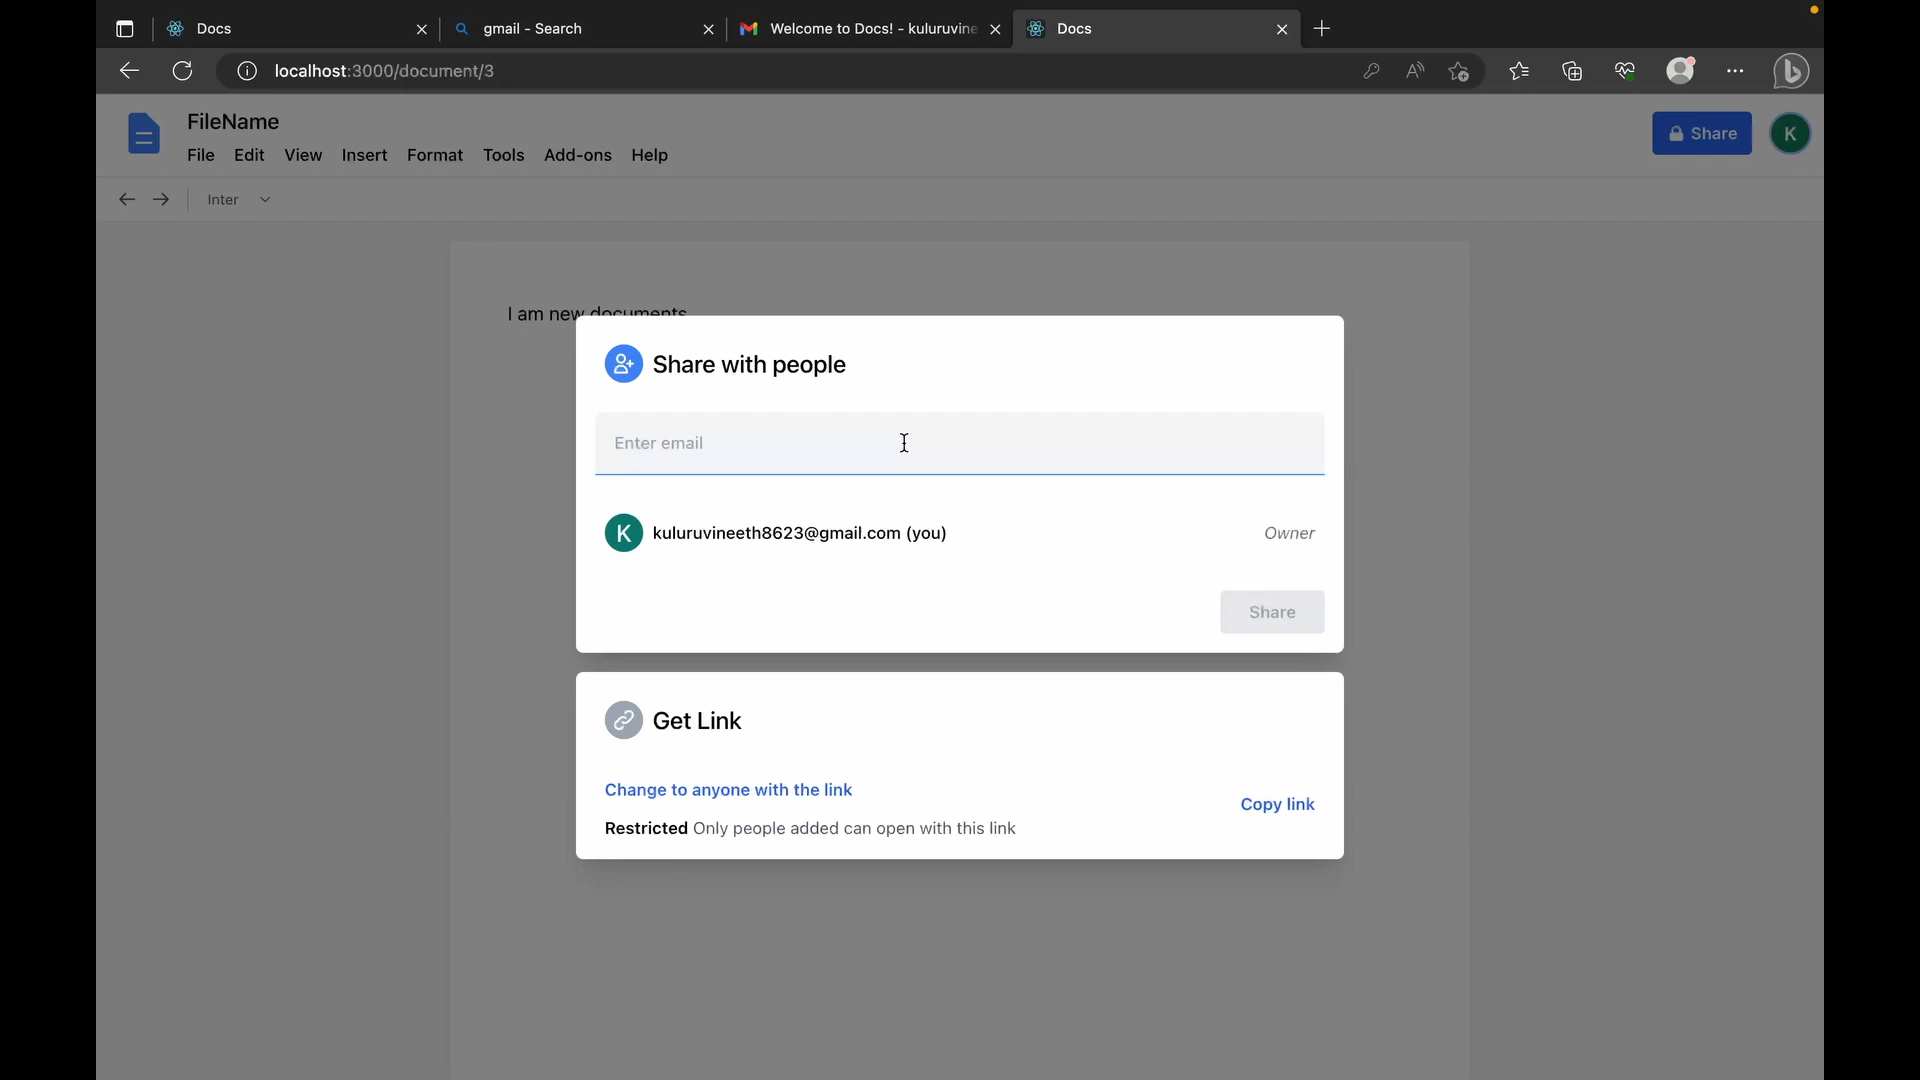 Docs
gmail - Search
Welcome to Docs! - kuluruvine
Docs
localhost:3000/document/3
FileName
File Edit View Insert Format Tools Add-ons Help
Share
K
Inter
I am new documents
Share with people
Enter email
K kuluruvineeth8623@gmail.com (you) Owner
Share
Get Link
Change to anyone with the link
Copy link
Restricted Only people added can open with this link